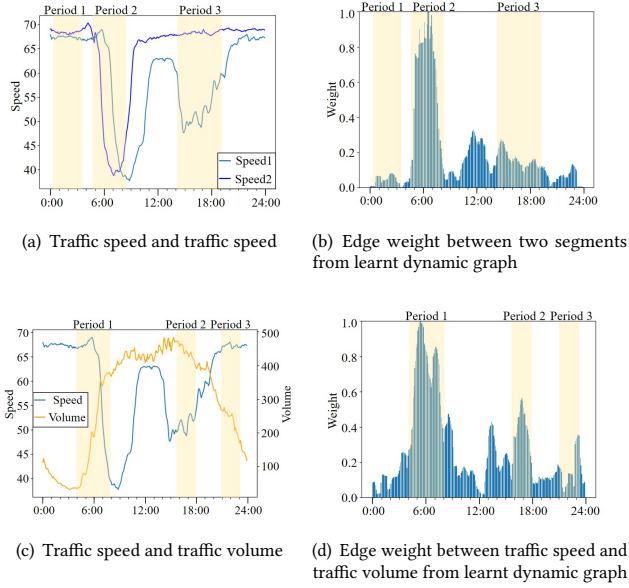 Period 1 Period 2 Period 3
70
65
60
55
50
45
40
Speed
Speed1
Speed2
0:00 6:00 12:00 18:00 24:00
(a) Traffic speed and traffic speed
Period 1 Period 2 Period 3
1.0
0.8
0.6
0.4
0.2
0.0
Weight
0:00 6:00 12:00 18:00 24:00
(b) Edge weight between two segments
from learnt dynamic graph
Period 1 Period 2 Period 3
70
65
60
55
50
45
40
Speed
Speed
Volume
500
400
300
200
100
Volume
0:00 6:00 12:00 18:00 24:00
(c) Traffic speed and traffic volume
Period 1 Period 2 Period 3
1.0
0.8
0.6
0.4
0.2
0.0
Weight
0:00 6:00 12:00 18:00 24:00
(d) Edge weight between traffic speed and
traffic volume from learnt dynamic graph